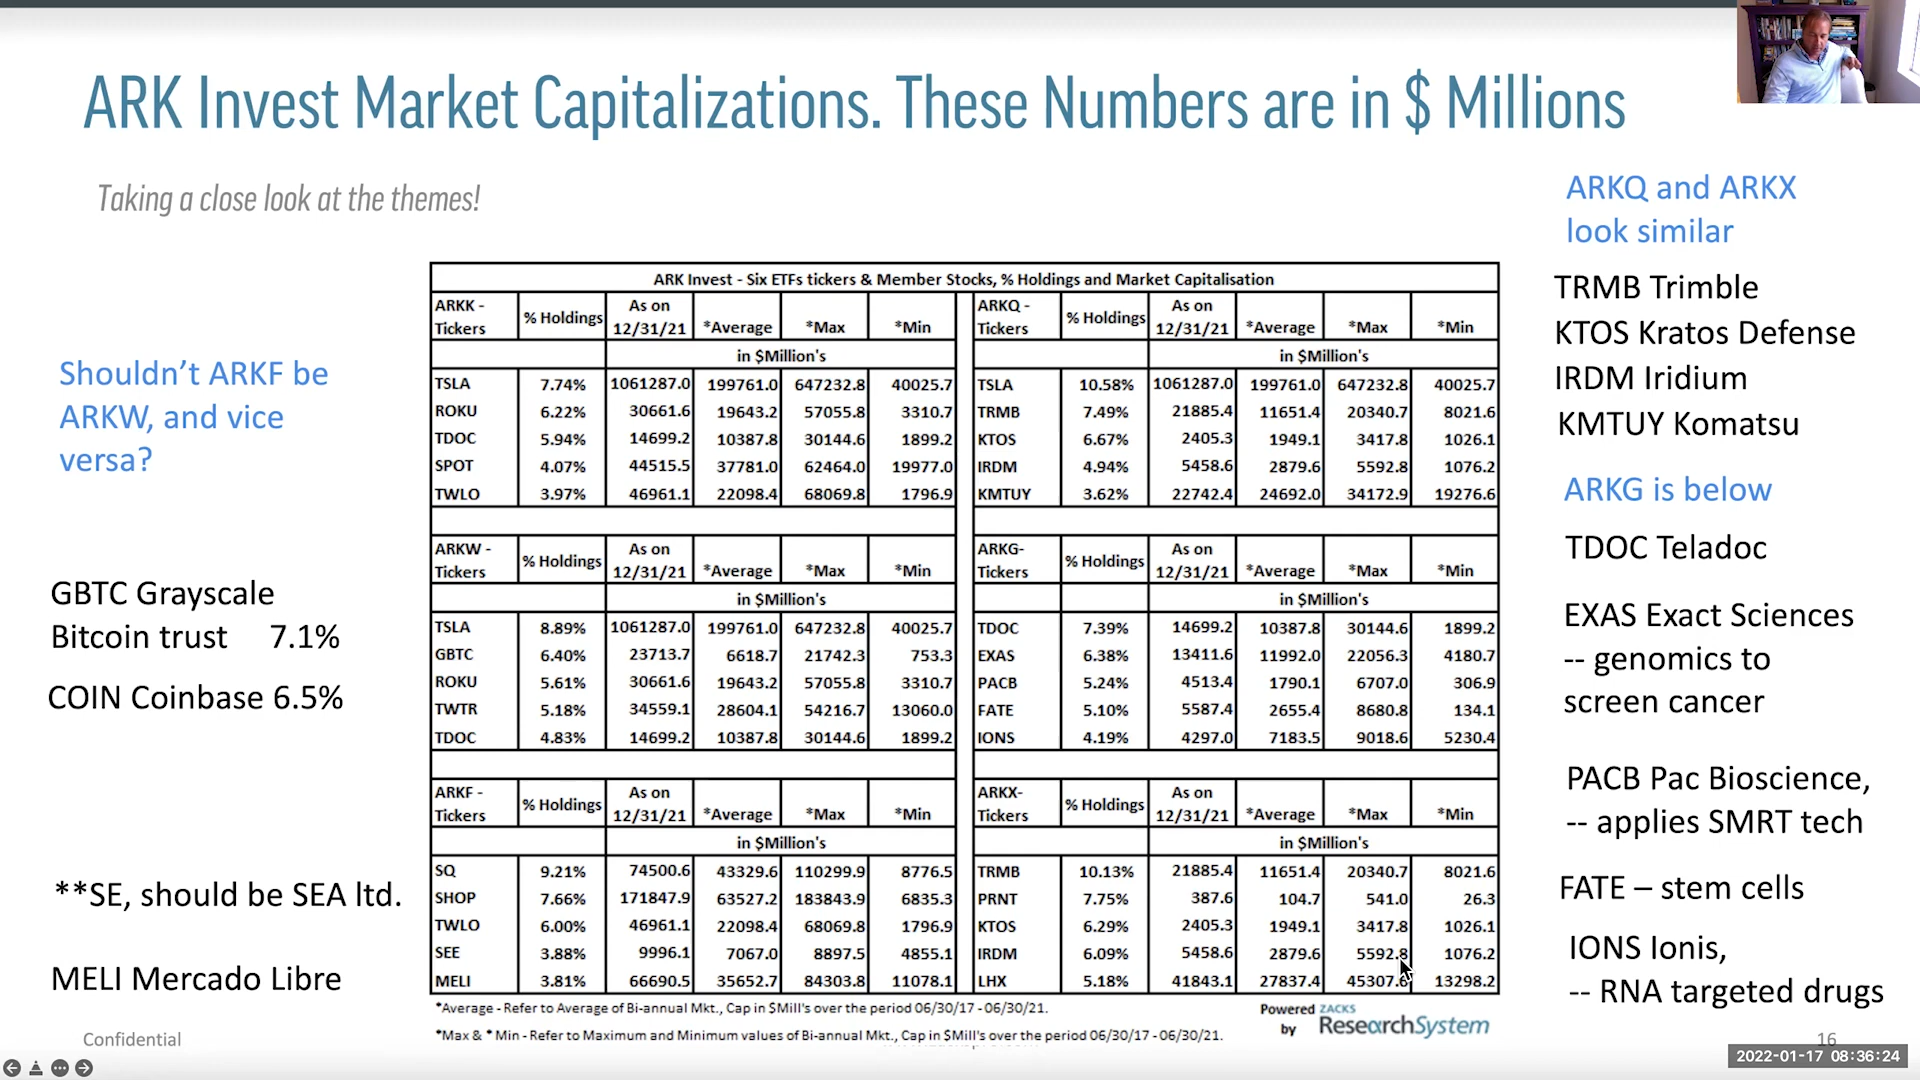 ARK Invest Market Capitalizations. These Numbers are in $ Millions
Taking a close look at the themes!
Shouldn't ARKF be
ARKW, and vice
versa?
GBTC Grayscale
Bitcoin trust 7.1%
COIN Coinbase 6.5%
**SE, should be SEA ltd.
MELI Mercado Libre
ARK Invest - Six ETFs tickers & Member Stocks, % Holdings and Market Capitalisation
ARKK - Tickers % Holdings As on 12/31/21 *Average *Max *Min
in $Million's
TSLA 7.74% 1061287.0 199761.0 647232.8 40025.7
ROKU 6.22% 30661.6 19643.2 57055.8 3310.7
TDOC 5.94% 14699.2 10387.8 30144.6 1899.2
SPOT 4.07% 44515.5 37781.0 62464.0 19977.0
TWLO 3.97% 46961.1 22098.4 68069.8 1796.9
ARKQ - Tickers % Holdings As on 12/31/21 *Average *Max *Min
in $Million's
TSLA 10.58% 1061287.0 199761.0 647232.8 40025.7
TRMB 7.49% 21885.4 11651.4 20340.7 8021.6
KTOS 6.67% 2405.3 1949.1 3417.8 1026.1
IRDM 4.94% 5458.6 2879.6 5592.8 1076.2
KMTUY 3.62% 22742.4 24692.0 34172.9 19276.6
ARKW - Tickers % Holdings As on 12/31/21 *Average *Max *Min
in $Million's
TSLA 8.89% 1061287.0 199761.0 647232.8 40025.7
GBTC 6.40% 23713.7 6618.7 21742.3 753.3
ROKU 5.61% 30661.6 19643.2 57055.8 3310.7
TWTR 5.18% 34559.1 28604.1 54216.7 13060.0
TDOC 4.83% 14699.2 10387.8 30144.6 1899.2
ARKG- Tickers % Holdings As on 12/31/21 *Average *Max *Min
in $Million's
TDOC 7.39% 14699.2 10387.8 30144.6 1899.2
EXAS 6.38% 13411.6 11992.0 22056.3 4180.7
PACB 5.24% 4513.4 1790.1 6707.0 306.9
FATE 5.10% 5587.4 2655.4 8680.8 134.1
IONS 4.19% 4297.0 7183.5 9018.6 5230.4
ARKF - Tickers % Holdings As on 12/31/21 *Average *Max *Min
in $Million's
SQ 9.21% 74500.6 43329.6 110299.9 8776.5
SHOP 7.66% 171847.9 63527.2 183843.9 6835.3
TWLO 6.00% 46961.1 22098.4 68069.8 1796.9
SEE 3.88% 9996.1 7067.0 8897.5 4855.1
MELI 3.81% 66690.5 35652.7 84303.8 11078.1
ARKX- Tickers % Holdings As on 12/31/21 *Average *Max *Min
in $Million's
TRMB 10.13% 21885.4 11651.4 20340.7 8021.6
PRNT 7.75% 387.6 104.7 541.0 26.3
KTOS 6.29% 2405.3 1949.1 3417.8 1026.1
IRDM 6.09% 5458.6 2879.6 5592.8 1076.2
LHX 5.18% 41843.1 27837.4 45307.6 13298.2
*Average - Refer to Average of Bi-annual Mkt., Cap in $Mill's over the period 06/30/17 - 06/30/21.
*Max & * Min - Refer to Maximum and Minimum values of Bi-annual Mkt., Cap in $Mill's over the period 06/30/17 - 06/30/21.
Powered by ZACKS ResearchSystem
ARKQ and ARKX
look similar
TRMB Trimble
KTOS Kratos Defense
IRDM Iridium
KMTUY Komatsu
ARKG is below
TDOC Teladoc
EXAS Exact Sciences
-- genomics to
screen cancer
PACB Pac Bioscience,
-- applies SMRT tech
FATE – stem cells
IONS Ionis,
-- RNA targeted drugs
Confidential
16
2022-01-17 08:36:24